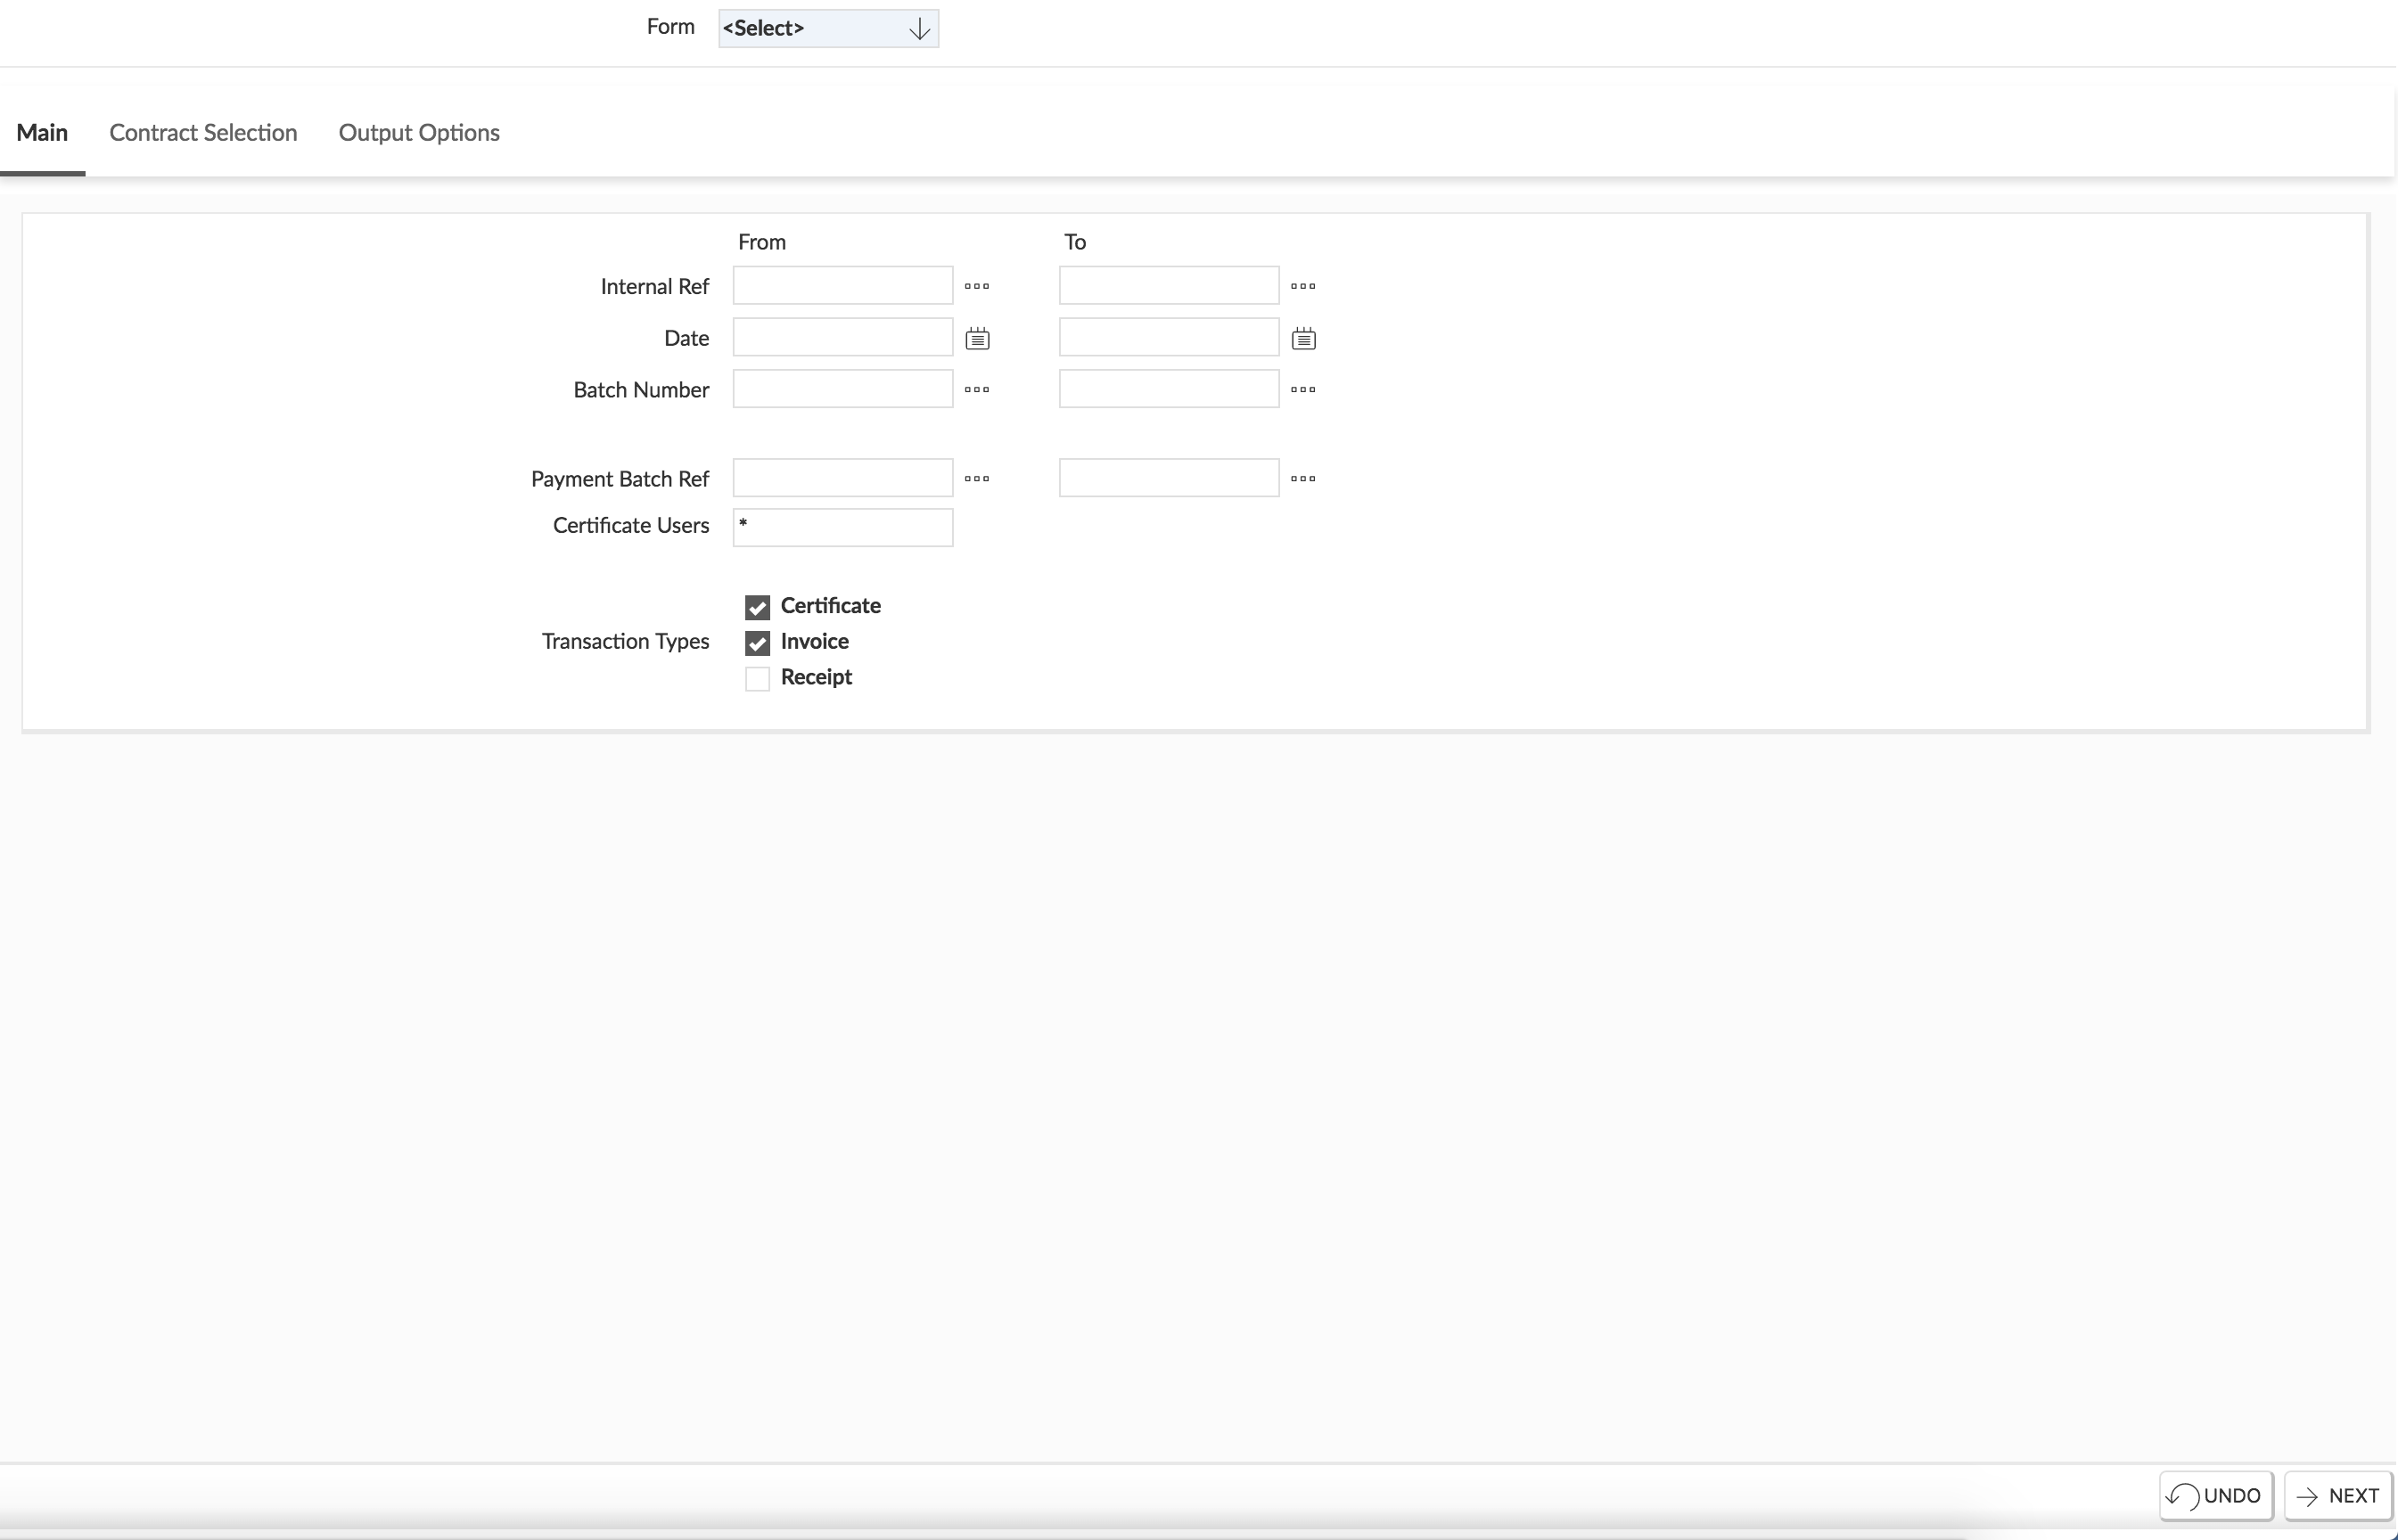 Form <Select>
Main Contract Selection Output Options
From To
Internal Ref
Date
Batch Number
Payment Batch Ref
Certificate Users *
Certificate
Transaction Types Invoice
Receipt
UNDO NEXT